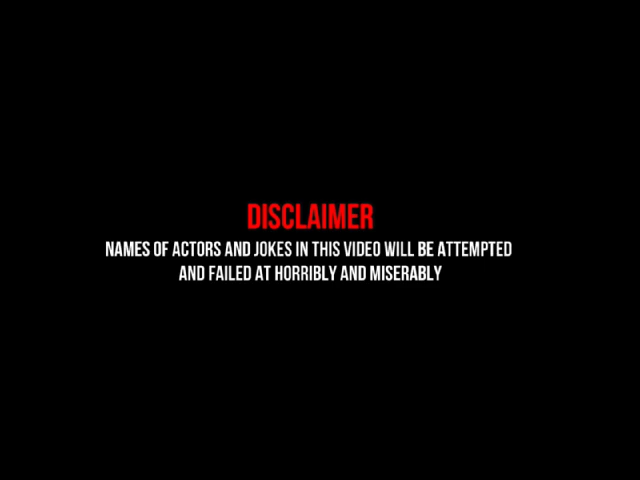 DISCLAIMER
NAMES OF ACTORS AND JOKES IN THIS VIDEO WILL BE ATTEMPTED
AND FAILED AT HORRIBLY AND MISERABLY